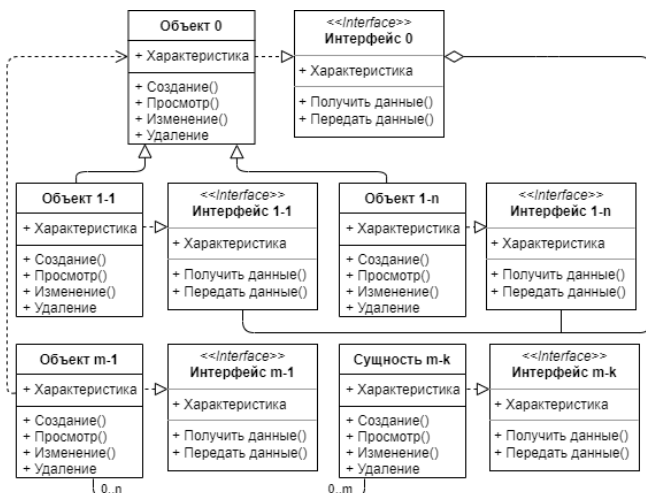 Объект 0
+ Характеристика
+ Создание()
+ Просмотр()
+ Изменение()
+ Удаление
<<Interface>>
Интерфейс 0
+ Характеристика
+ Получить данные()
+ Передать данные()
Объект 1-1
+ Характеристика
+ Создание()
+ Просмотр()
+ Изменение()
+ Удаление
<<Interface>>
Интерфейс 1-1
+ Характеристика
+ Получить данные()
+ Передать данные()
Объект 1-n
+ Характеристика
+ Создание()
+ Просмотр()
+ Изменение()
+ Удаление
<<Interface>>
Интерфейс 1-n
+ Характеристика
+ Получить данные()
+ Передать данные()
Объект m-1
+ Характеристика
+ Создание()
+ Просмотр()
+ Изменение()
+ Удаление
<<Interface>>
Интерфейс m-1
+ Характеристика
+ Получить данные()
+ Передать данные()
Сущность m-k
+ Характеристика
+ Создание()
+ Просмотр()
+ Изменение()
+ Удаление
<<Interface>>
Интерфейс m-k
+ Характеристика
+ Получить данные()
+ Передать данные()
0..n
0..m